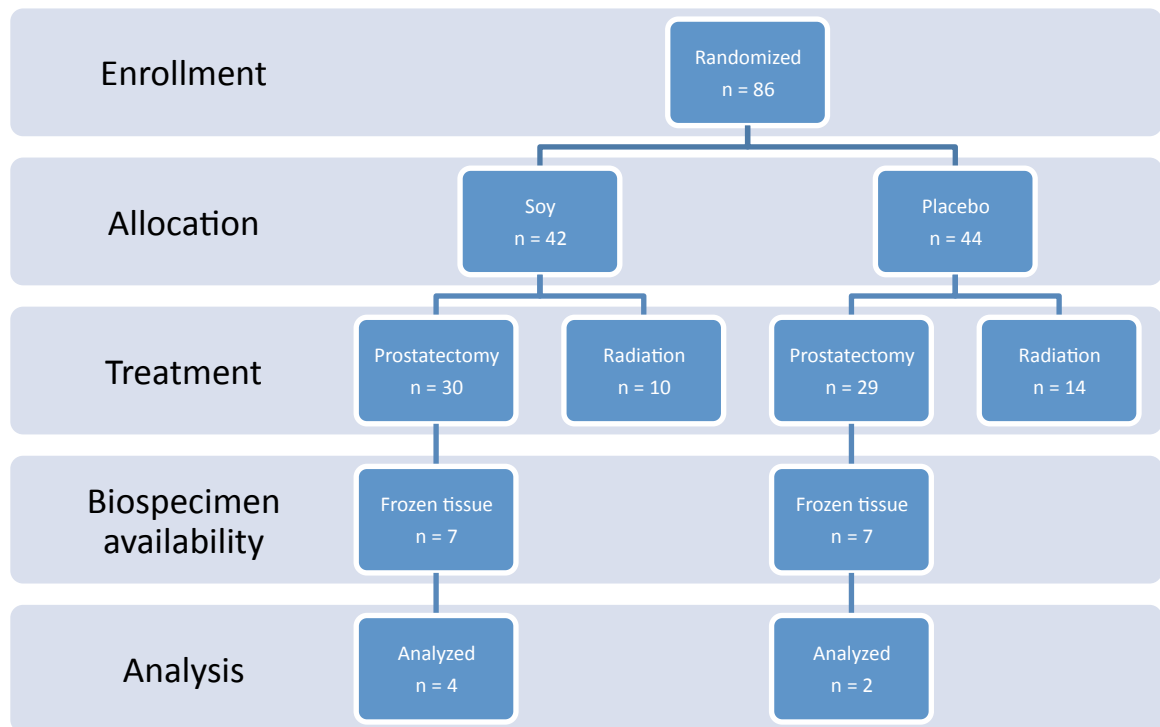 Enrollment
Randomized
n = 86
Allocation
Soy
n = 42
Placebo
n = 44
Treatment
Prostatectomy
n = 30
Radiation
n = 10
Prostatectomy
n = 29
Radiation
n = 14
Biospecimen
availability
Frozen tissue
n = 7
Frozen tissue
n = 7
Analysis
Analyzed
n = 4
Analyzed
n = 2